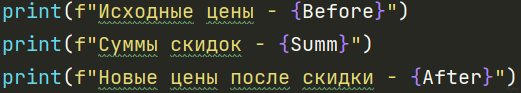 print(f"Исходные цены - {Before}")
print(f"Суммы скидок - {Summ}")
print(f"Новые цены после скидки - {After}")